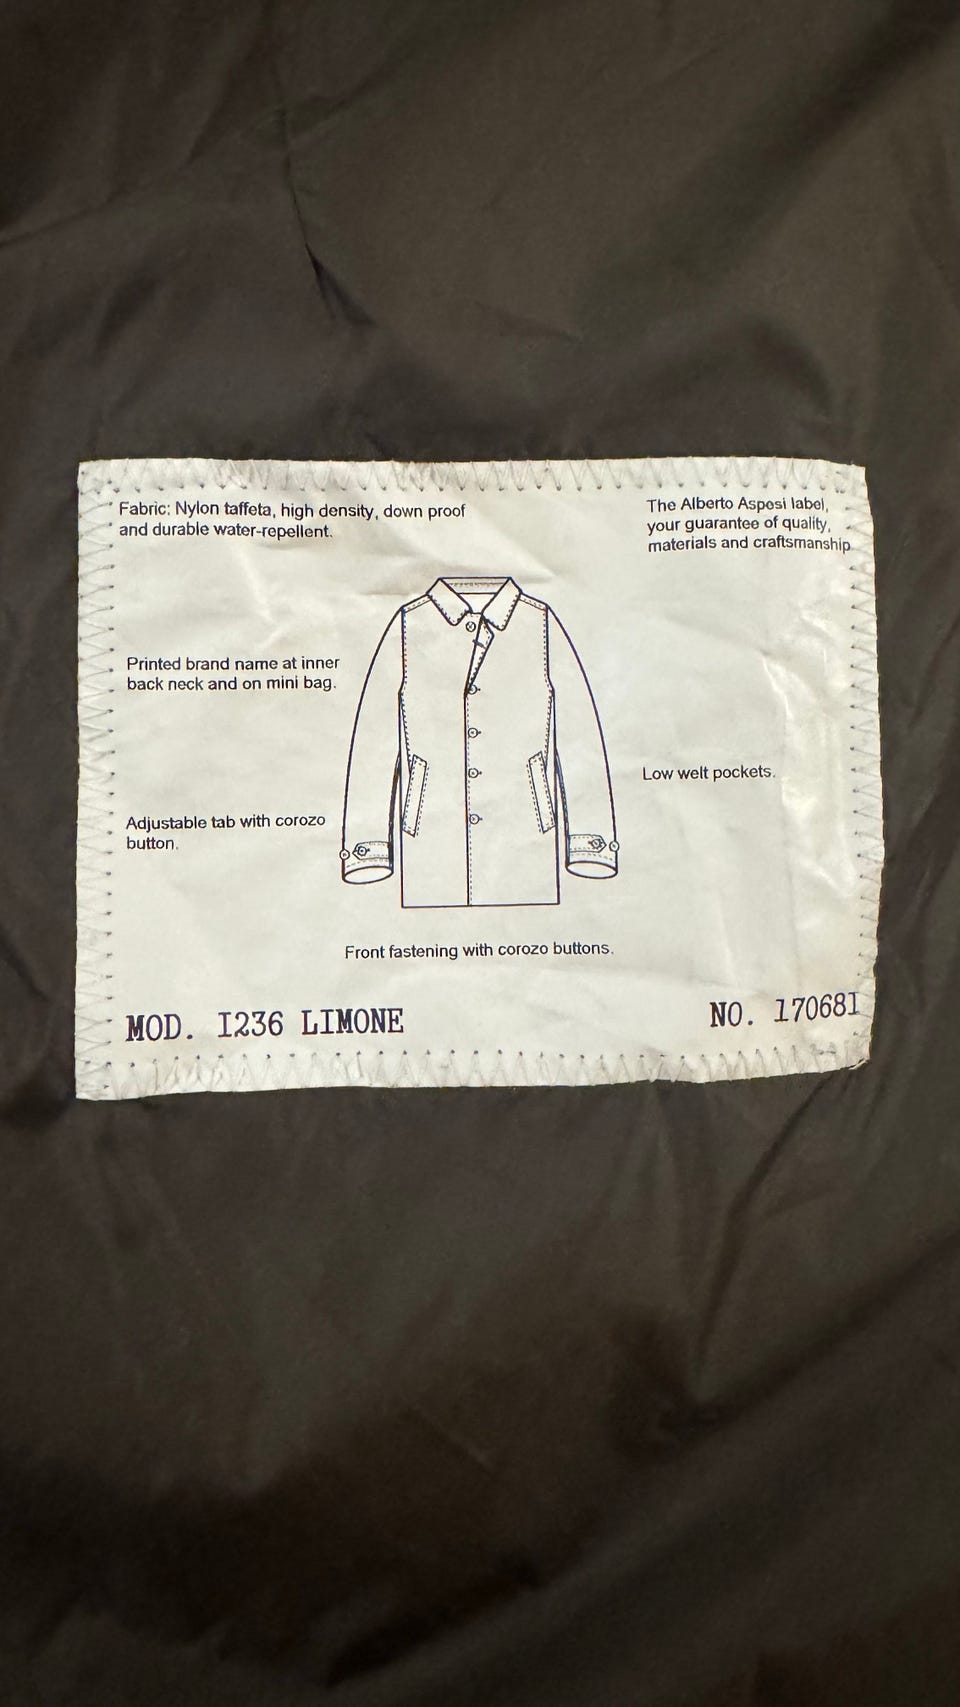 Fabric: Nylon taffeta, high density, down proof
and durable water-repellent.
The Alberto Asposi label,
your guarantee of quality,
materials and craftsmanship
Printed brand name at inner
back neck and on mini bag.
Low welt pockets.
Adjustable tab with corozo
button.
Front fastening with corozo buttons.
MOD. I236 LIMONE
NO. 170681